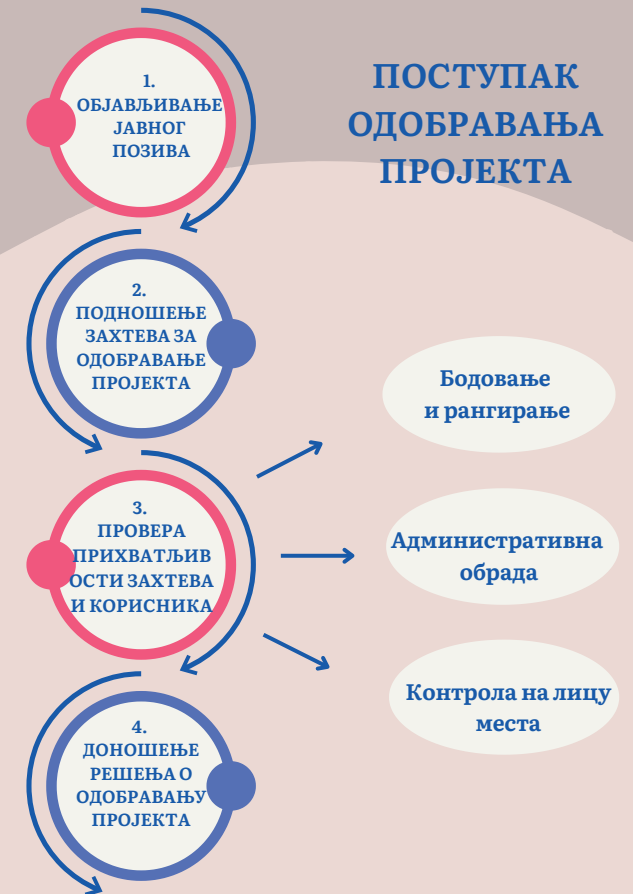 ПОСТУПАК
ОДОБРАВАЊА
ПРОЈЕКТА
1.
ОБЈАВЉИВАЊЕ
ЈАВНОГ
ПОЗИВА
2.
ПОДНОШЕЊЕ
ЗАХТЕВА ЗА
ОДОБРАВАЊЕ
ПРОЈЕКТА
3.
ПРОВЕРА
ПРИХВАТЉИВ
ОСТИ ЗАХТЕВА
И КОРИСНИКА
Бодовање
и рангирање
Административна
обрада
Контрола на лицу
места
4.
ДОНОШЕЊЕ
РЕШЕЊА О
ОДОБРАВАЊУ
ПРОЈЕКТА